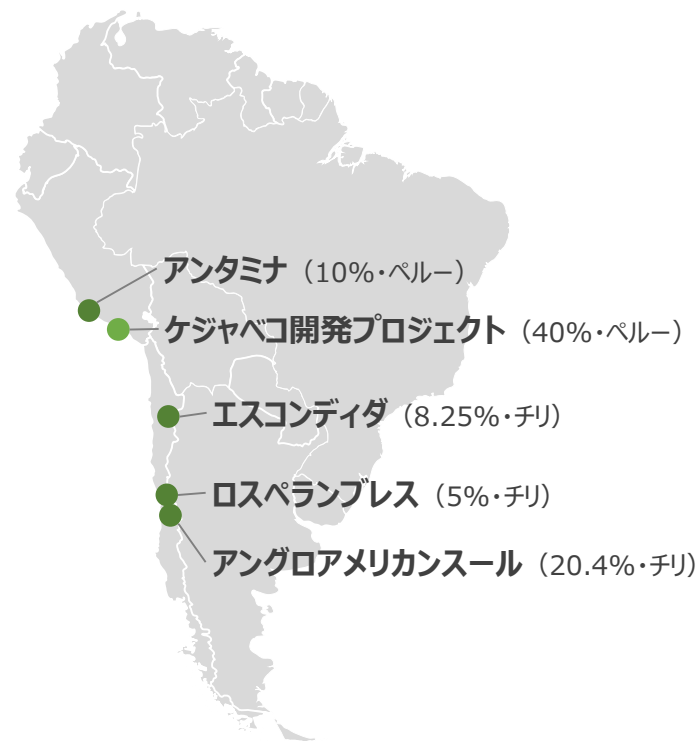 アンタミナ（10%・ペルー）
ケジャベコ開発プロジェクト（40%・ペルー）
エスコンディダ（8.25%・チリ）
ロスペランブレス（5%・チリ）
アングロアメリカンスール（20.4%・チリ）